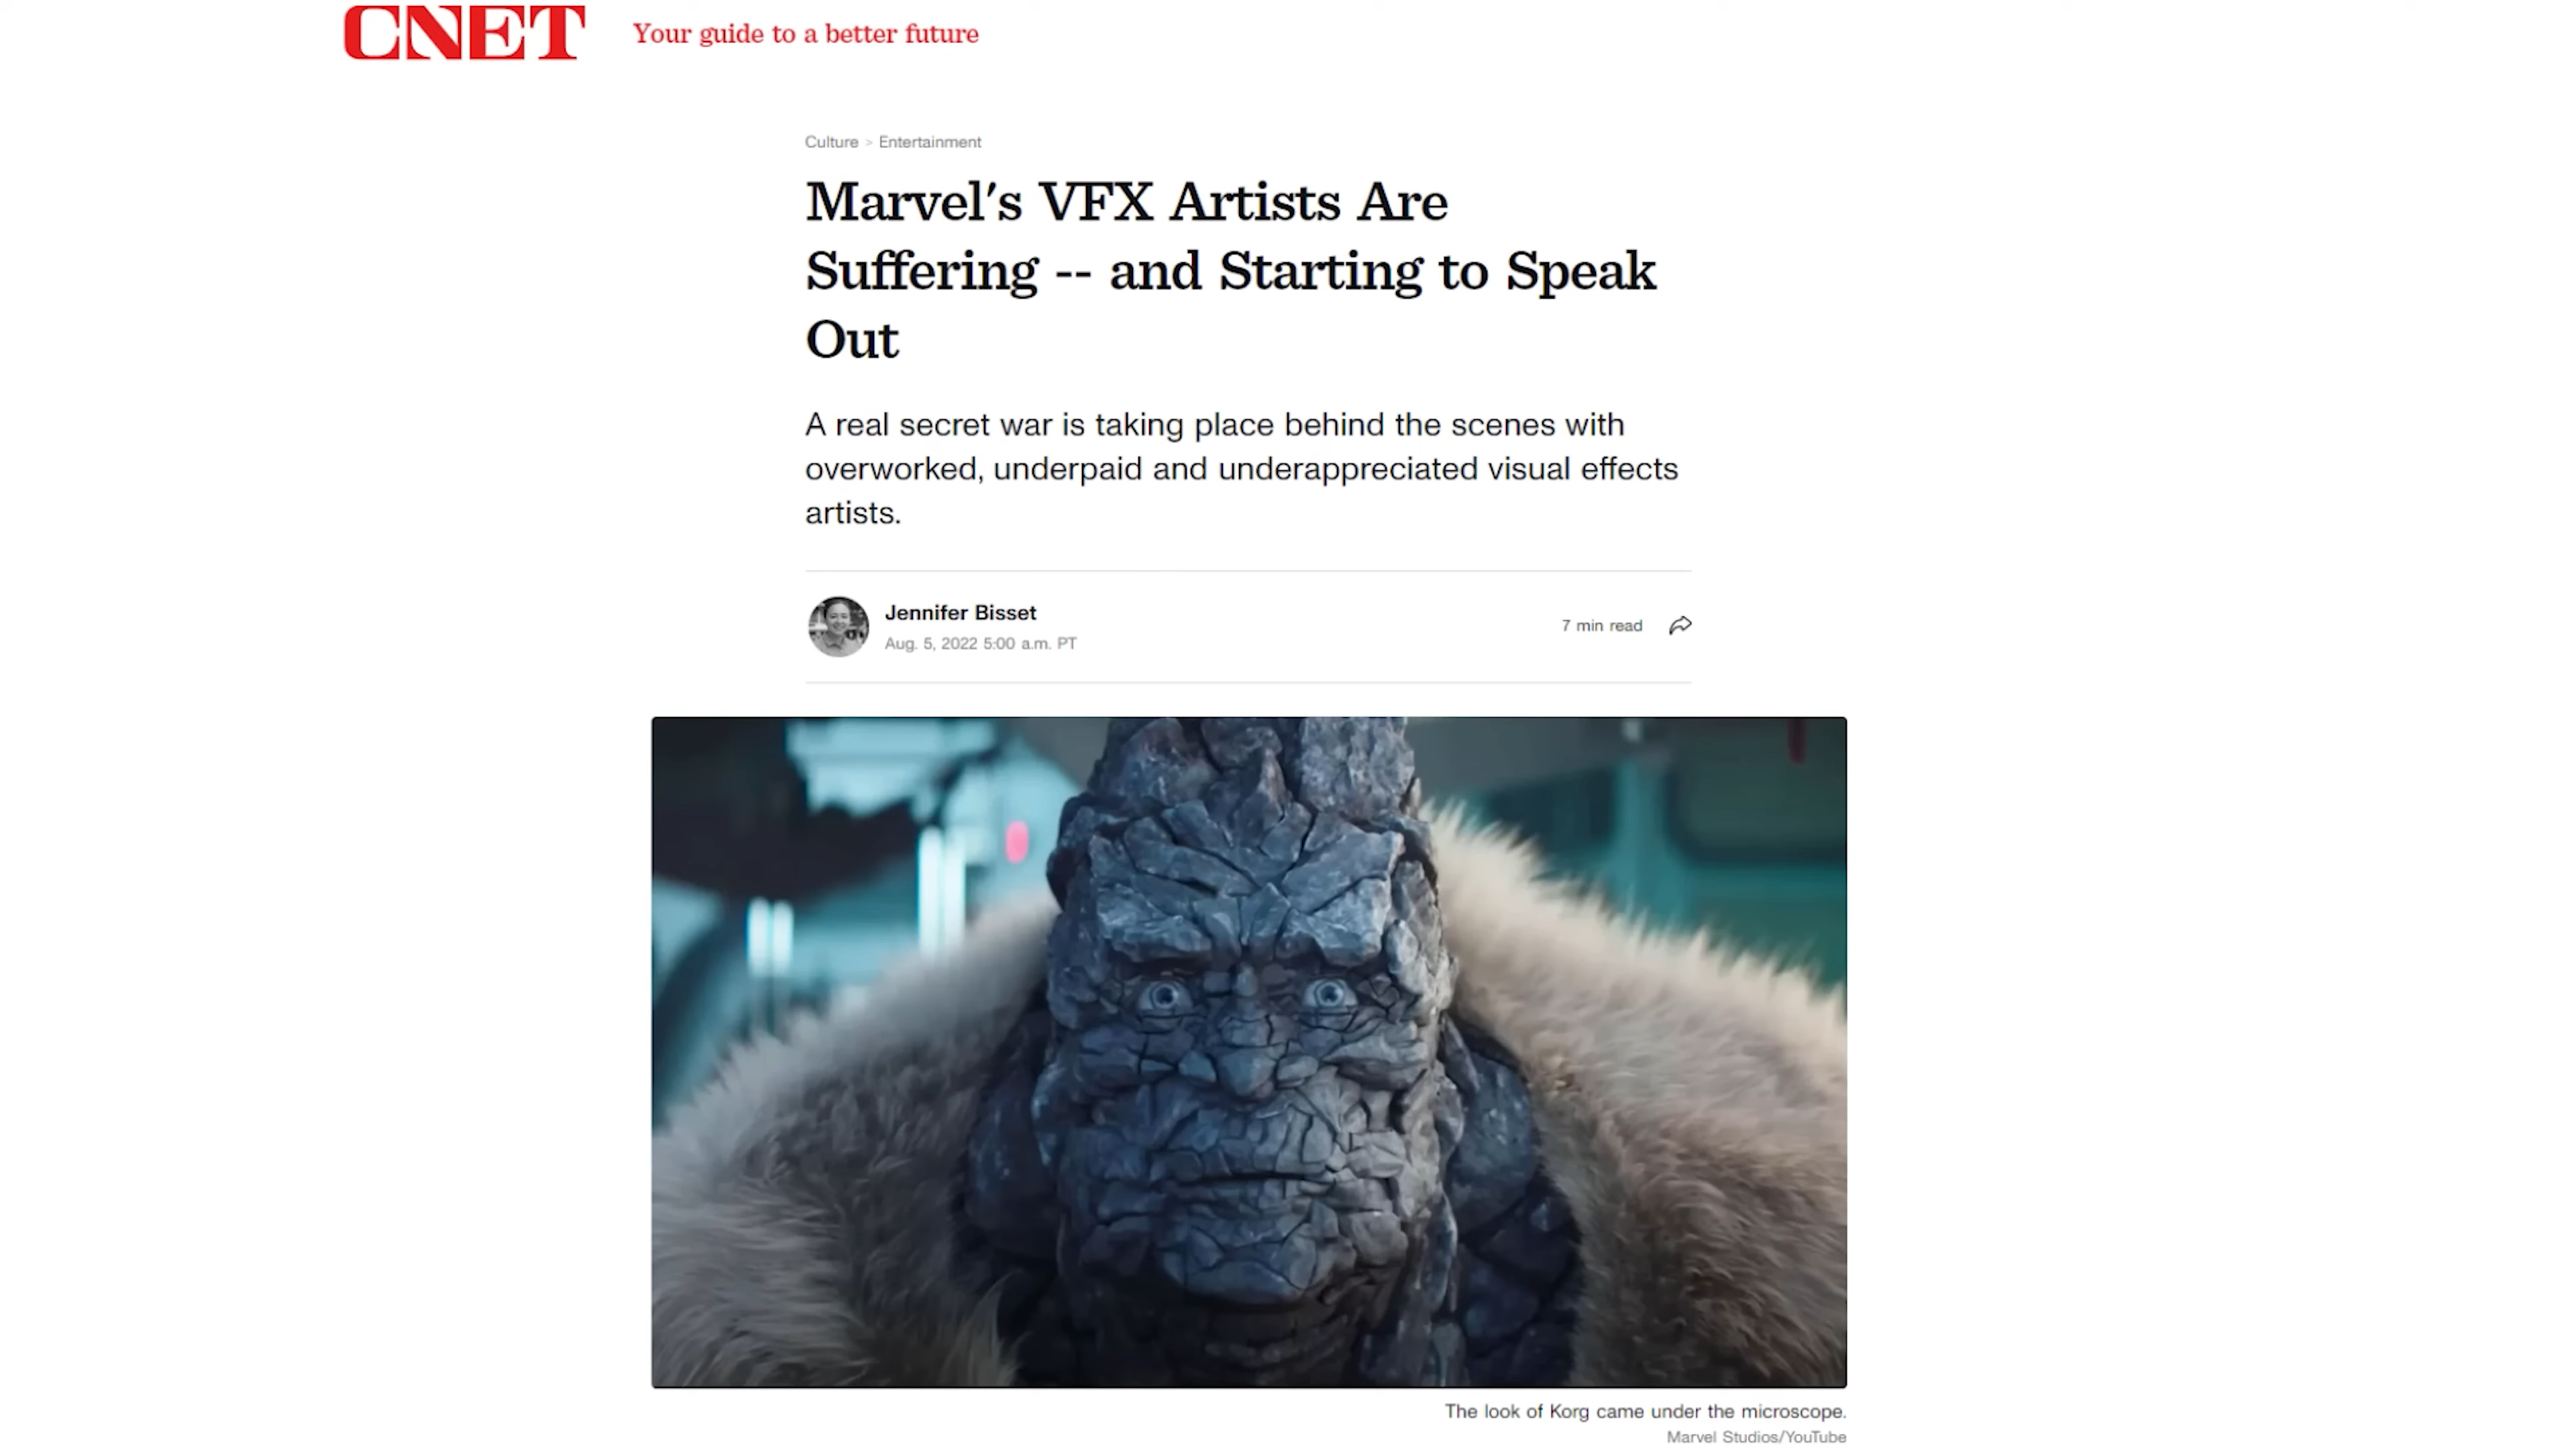 CNET Your guide to a better future
Culture > Entertainment
Marvel's VFX Artists Are
Suffering -- and Starting to Speak
Out
A real secret war is taking place behind the scenes with
overworked, underpaid and underappreciated visual effects
artists.
Jennifer Bisset
Aug. 5, 2022 5:00 a.m. PT
7 min read
The look of Korg came under the microscope.
Marvel Studios/YouTube